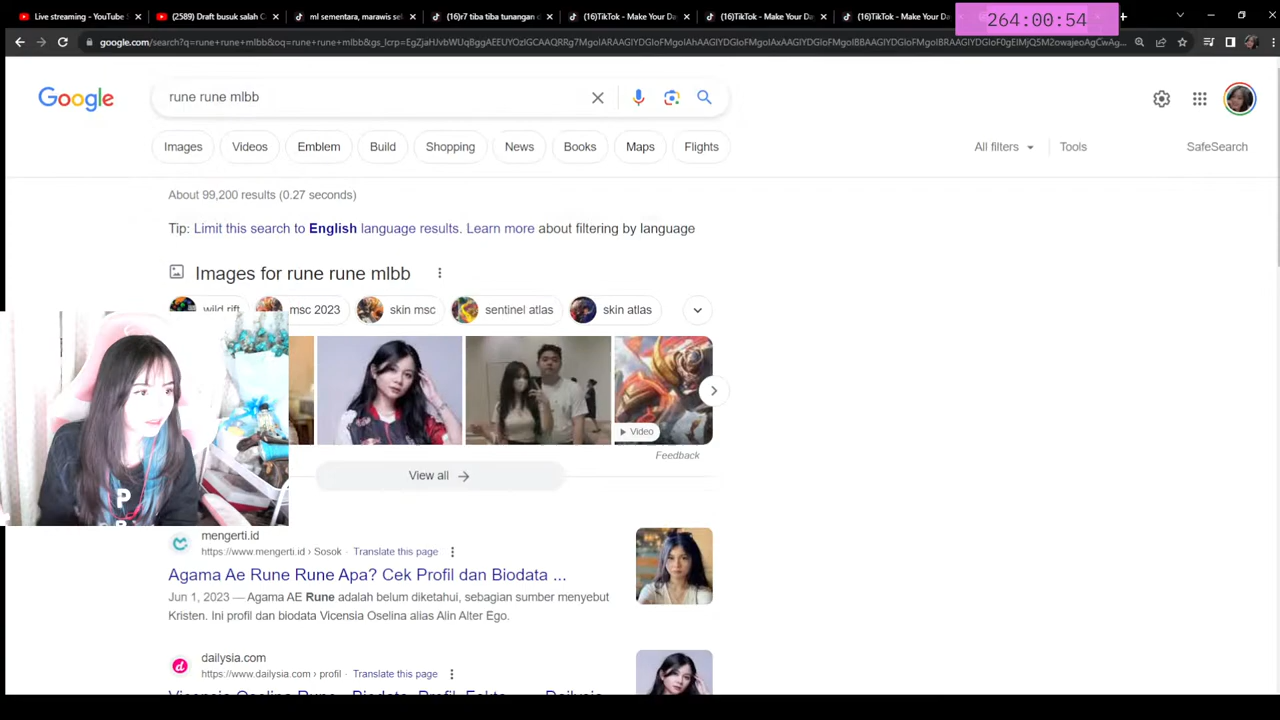 Live streaming - YouTube S
(2589) Draft busuk salah C
ml sementara, marawis sel
(16)r7 tiba tiba tunangan c
(16)TikTok - Make Your Day
(16)TikTok - Make Your Da
(16)TikTok - Make Your Da
264:00:54
google.com/search?q=rune+rune+mlbb&oq=rune+rune+mlbb&gs_lcrp=
Google
rune rune mlbb
Images
Videos
Emblem
Build
Shopping
News
Books
Maps
Flights
All filters
Tools
SafeSearch
About 99,200 results (0.27 seconds)
Tip: Limit this search to English language results. Learn more about filtering by language
Images for rune rune mlbb
wild rift
msc 2023
skin msc
sentinel atlas
skin atlas
Video
Feedback
View all
mengerti.id
https://www.mengerti.id › Sosok · Translate this page
Agama Ae Rune Rune Apa? Cek Profil dan Biodata ...
Jun 1, 2023 — Agama AE Rune adalah belum diketahui, sebagian sumber menyebut
Kristen. Ini profil dan biodata Vicensia Oselina alias Alin Alter Ego.
dailysia.com
https://www.dailysia.com › profil · Translate this page